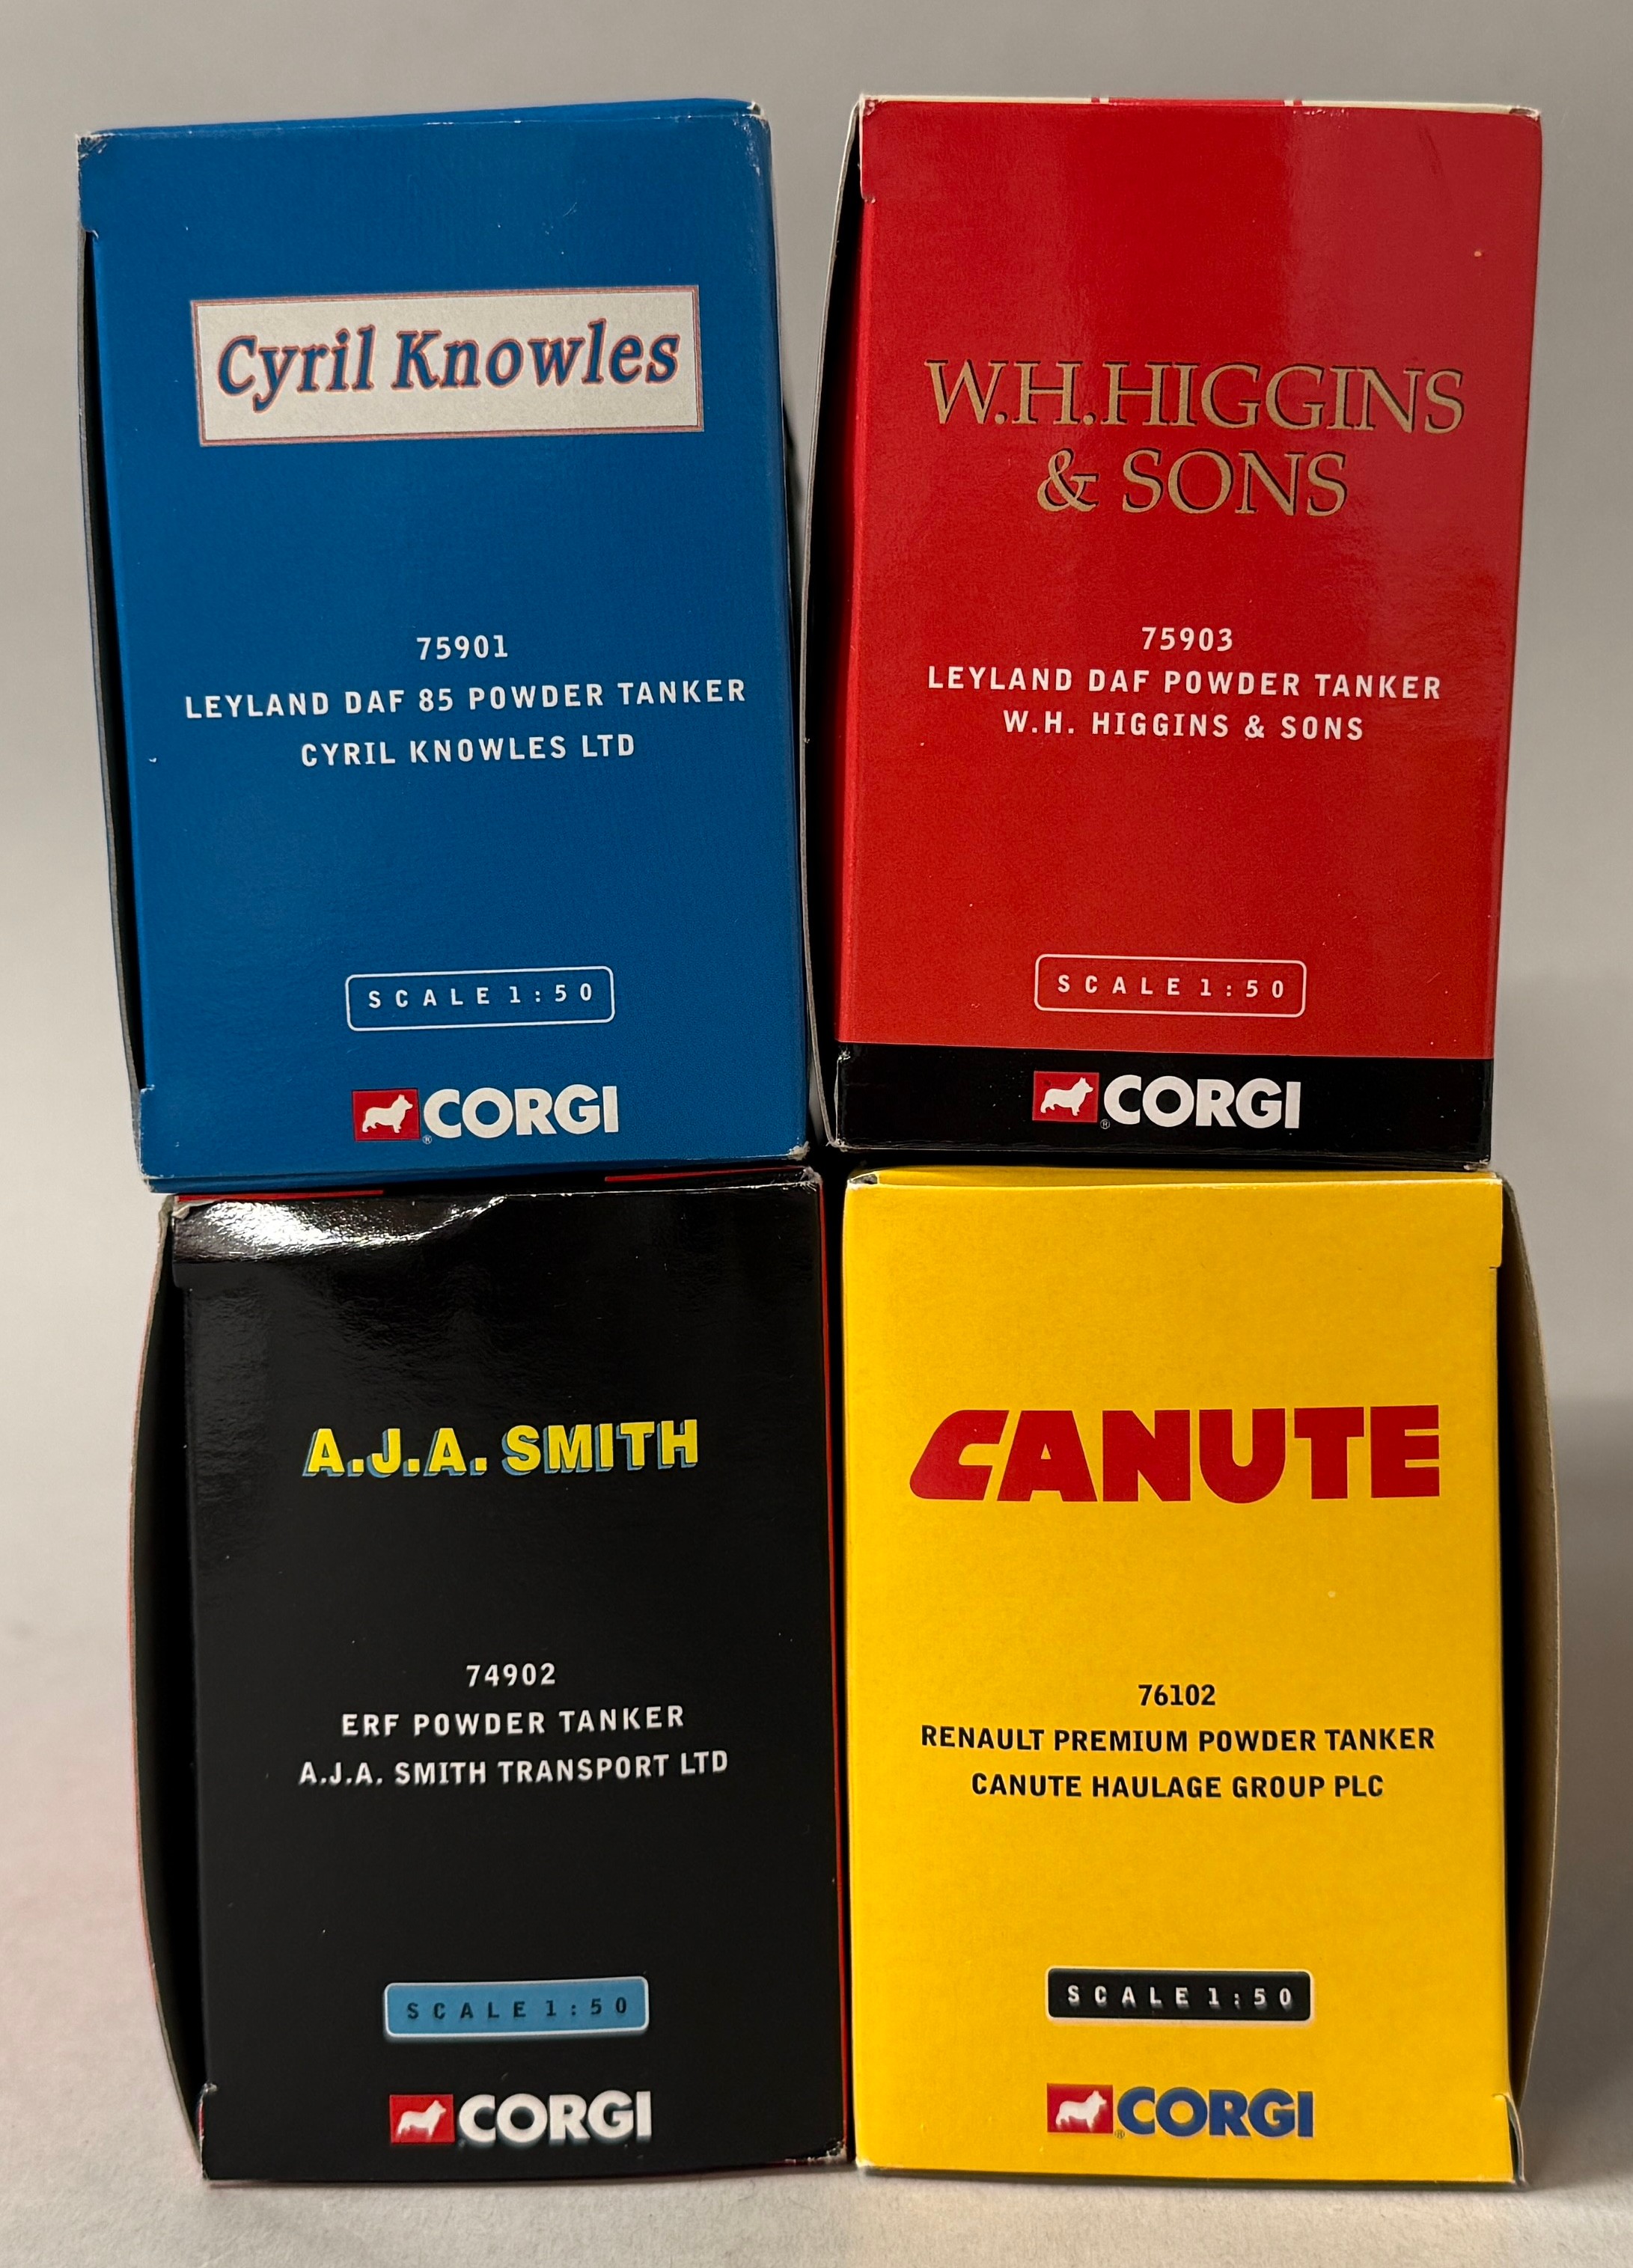 Cyril Knowles
75901
LEYLAND DAF 85 POWDER TANKER
CYRIL KNOWLES LTD
SCALE 1:50
CORGI
®
W.H.HIGGINS
& SONS
75903
LEYLAND DAF POWDER TANKER
W.H. HIGGINS & SONS
SCALE 1:50
CORGI
®
A.J.A. SMITH
74902
ERF POWDER TANKER
A.J.A. SMITH TRANSPORT LTD
SCALE 1:50
CORGI
CANUTE
76102
RENAULT PREMIUM POWDER TANKER
CANUTE HAULAGE GROUP PLC
SCALE 1:50
CORGI
®